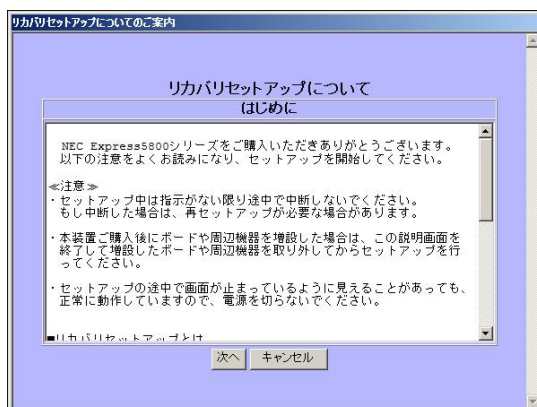 リカバリセットアップについてのご案内
リカバリセットアップについて
はじめに
NEC Express5800シリーズをご購入いただきありがとうございます。
以下の注意をよくお読みになり、セットアップを開始してください。
≪注意≫
・セットアップ中は指示がない限り途中で中断しないでください。
もし中断した場合は、再セットアップが必要な場合があります。
・本装置ご購入後にボードや周辺機器を増設した場合は、この説明画面を
終了して増設したボードや周辺機器を取り外してからセットアップを行
ってください。
・セットアップの途中で画面が止まっているように見えることがあっても、
正常に動作していますので、電源を切らないでください。
■リカバリセットアップとは
次へ キャンセル